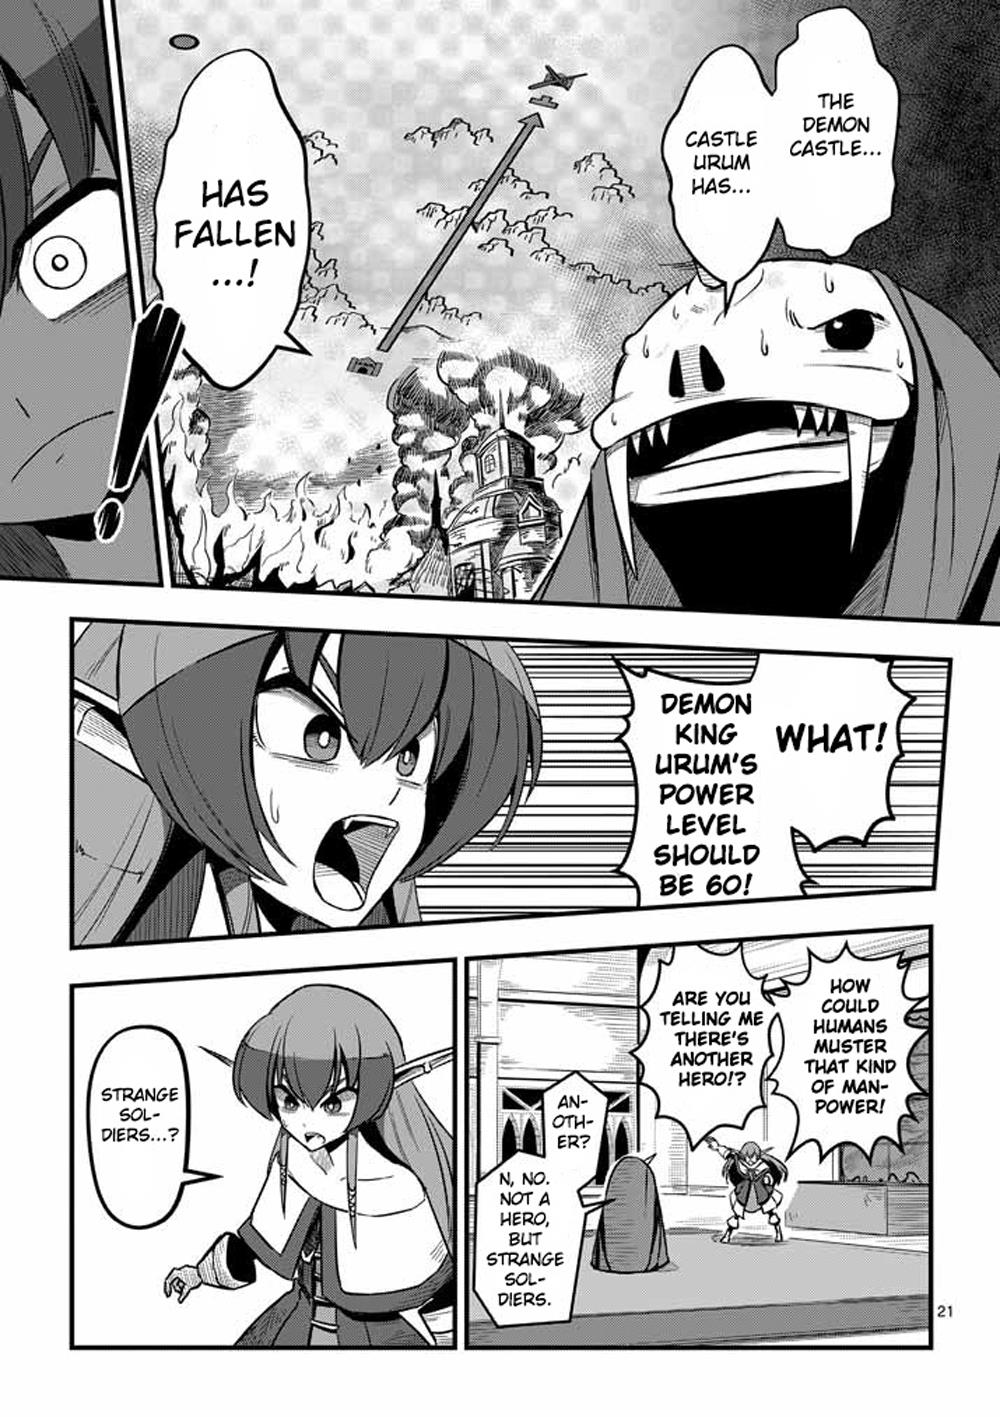 THE
DEMON
CASTLE...
CASTLE
URUM
HAS...
HAS
FALLEN
...!
!
WHAT!
DEMON
KING
URUM'S
POWER
LEVEL
SHOULD
BE 60!
HOW
COULD
HUMANS
MUSTER
THAT KIND
OF MAN-
POWER!
ARE YOU
TELLING ME
THERE'S
ANOTHER
HERO!?
AN-
OTH-
ER?
N, NO.
NOT A
HERO,
BUT
STRANGE
SOL-
DIERS.
STRANGE
SOL-
DIERS...?
21